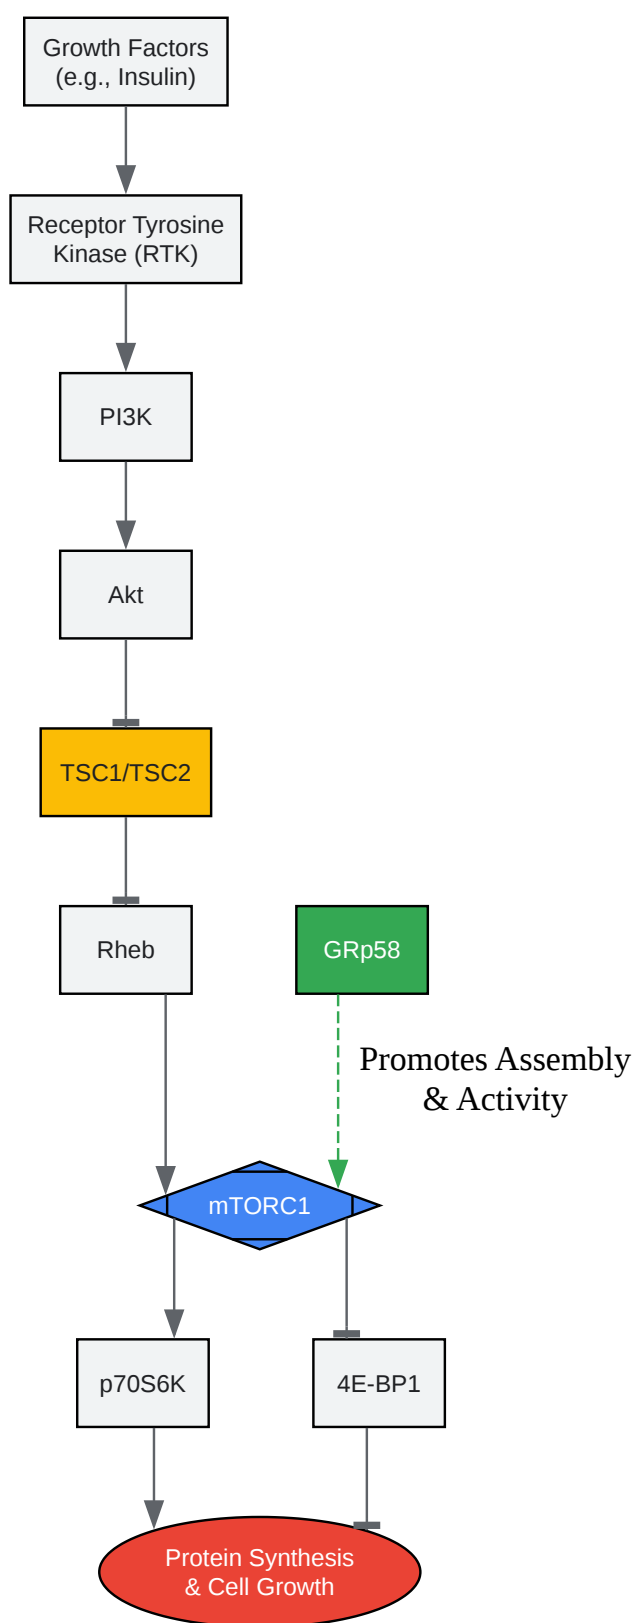 Growth Factors
(e.g., Insulin)
Receptor Tyrosine
Kinase (RTK)
PI3K
Akt
TSC1/TSC2
Rheb
GRp58
Promotes Assembly
& Activity
mTORC1
p70S6K
4E-BP1
Protein Synthesis
& Cell Growth